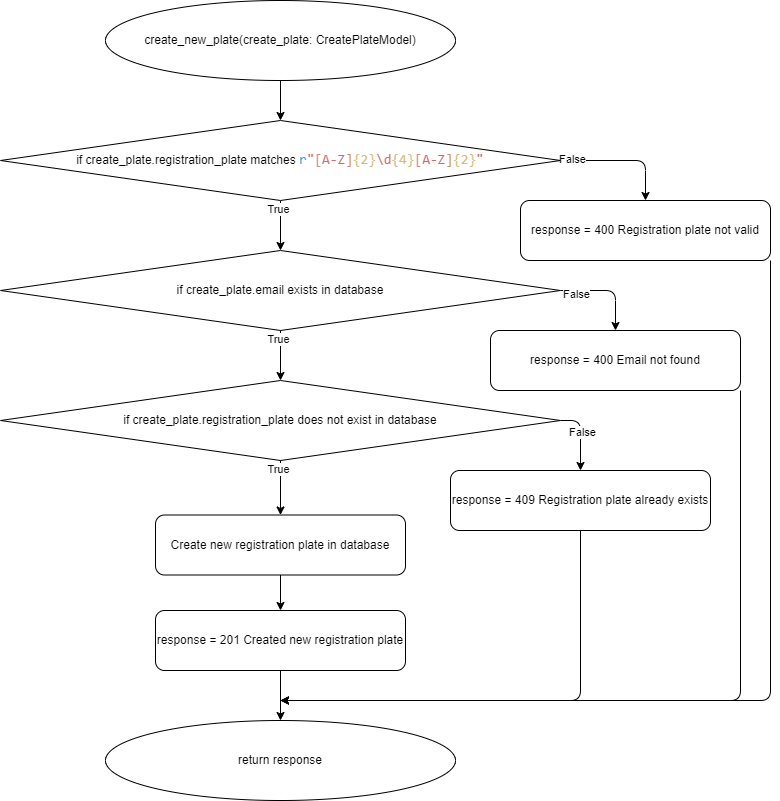 create_new_plate(create_plate: CreatePlateModel)
if create_plate.registration_plate matches r"[A-Z]{2}\d{4}[A-Z]{2}"
False
True
response = 400 Registration plate not valid
if create_plate.email exists in database
False
True
response = 400 Email not found
if create_plate.registration_plate does not exist in database
False
True
response = 409 Registration plate already exists
Create new registration plate in database
response = 201 Created new registration plate
return response